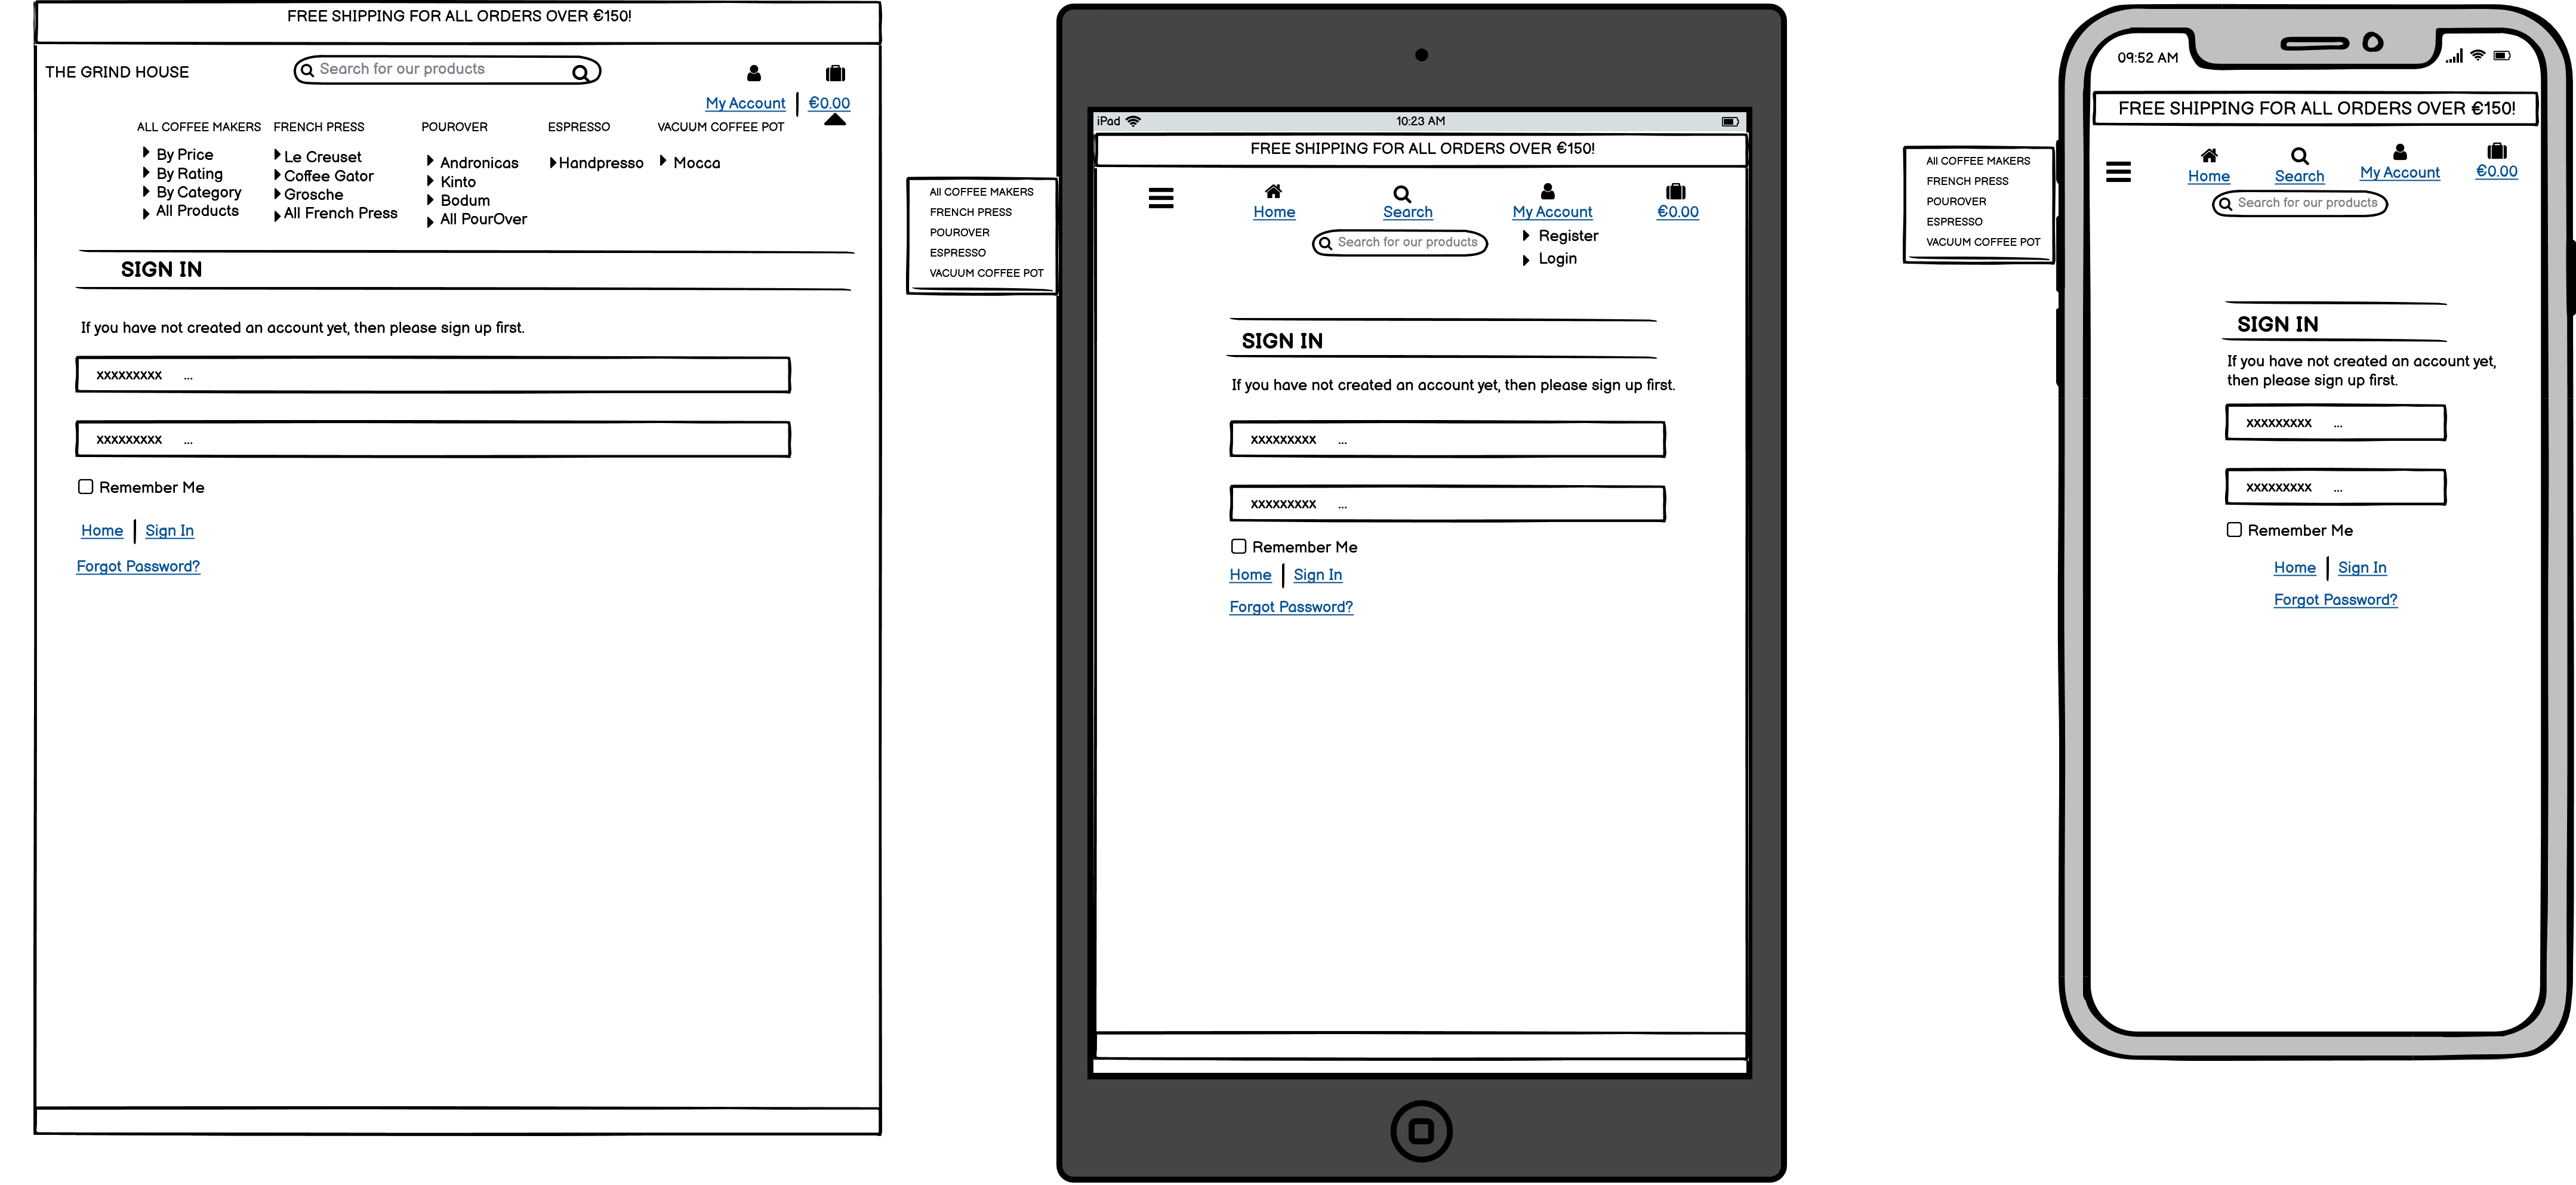 FREE SHIPPING FOR ALL ORDERS OVER €150!
THE GRIND HOUSE
Search for our products
My Account
€0.00
ALL COFFEE MAKERS
By Price
By Rating
By Category
All Products
FRENCH PRESS
Le Creuset
Coffee Gator
Grosche
All French Press
POUROVER
Andronicas
Kinto
Bodum
All PourOver
ESPRESSO
Handpresso
VACUUM COFFEE POT
Mocca
SIGN IN
If you have not created an account yet, then please sign up first.
xxxxxxxxx ...
xxxxxxxxx ...
Remember Me
Home
Sign In
Forgot Password?
All COFFEE MAKERS
FRENCH PRESS
POUROVER
ESPRESSO
VACUUM COFFEE POT
iPad
10:23 AM
FREE SHIPPING FOR ALL ORDERS OVER €150!
Home
Search
My Account
€0.00
Search for our products
Register
Login
SIGN IN
If you have not created an account yet, then please sign up first.
xxxxxxxxx ...
xxxxxxxxx ...
Remember Me
Home
Sign In
Forgot Password?
All COFFEE MAKERS
FRENCH PRESS
POUROVER
ESPRESSO
VACUUM COFFEE POT
09:52 AM
FREE SHIPPING FOR ALL ORDERS OVER €150!
Home
Search
My Account
€0.00
Search for our products
SIGN IN
If you have not created an account yet,
then please sign up first.
xxxxxxxxx ...
xxxxxxxxx ...
Remember Me
Home
Sign In
Forgot Password?